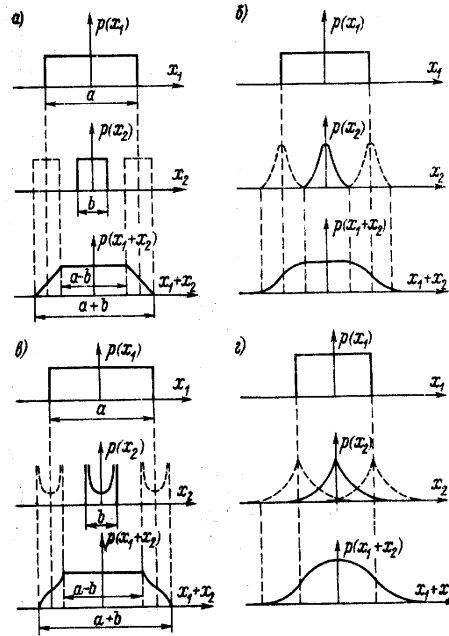 а)
p(x₁)
x₁
a
p(x₂)
x₂
b
p(x₁+x₂)
a-b
x₁+x₂
a+b
б)
p(x₁)
x₁
p(x₂)
x₂
p(x₁+x₂)
x₁+x₂
в)
p(x₁)
x₁
a
p(x₂)
x₂
b
p(x₁+x₂)
a-b
x₁+x₂
a+b
г)
p(x₁)
x₁
p(x₂)
x₂
p(x₁+x₂)
x₁+x